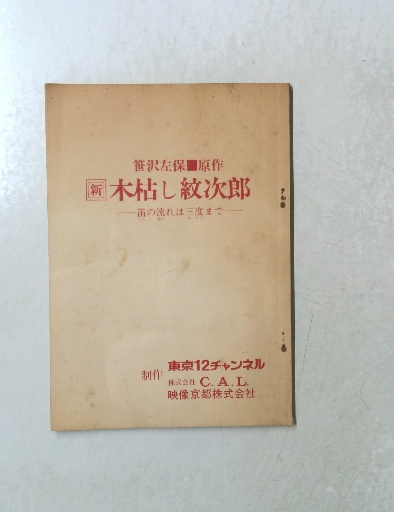 笹沢左保■原作
新 木枯し紋次郎
──笛の流れは三度まで──
制作 東京12チャンネル
株式会社 C.A.L.
映像京都株式会社